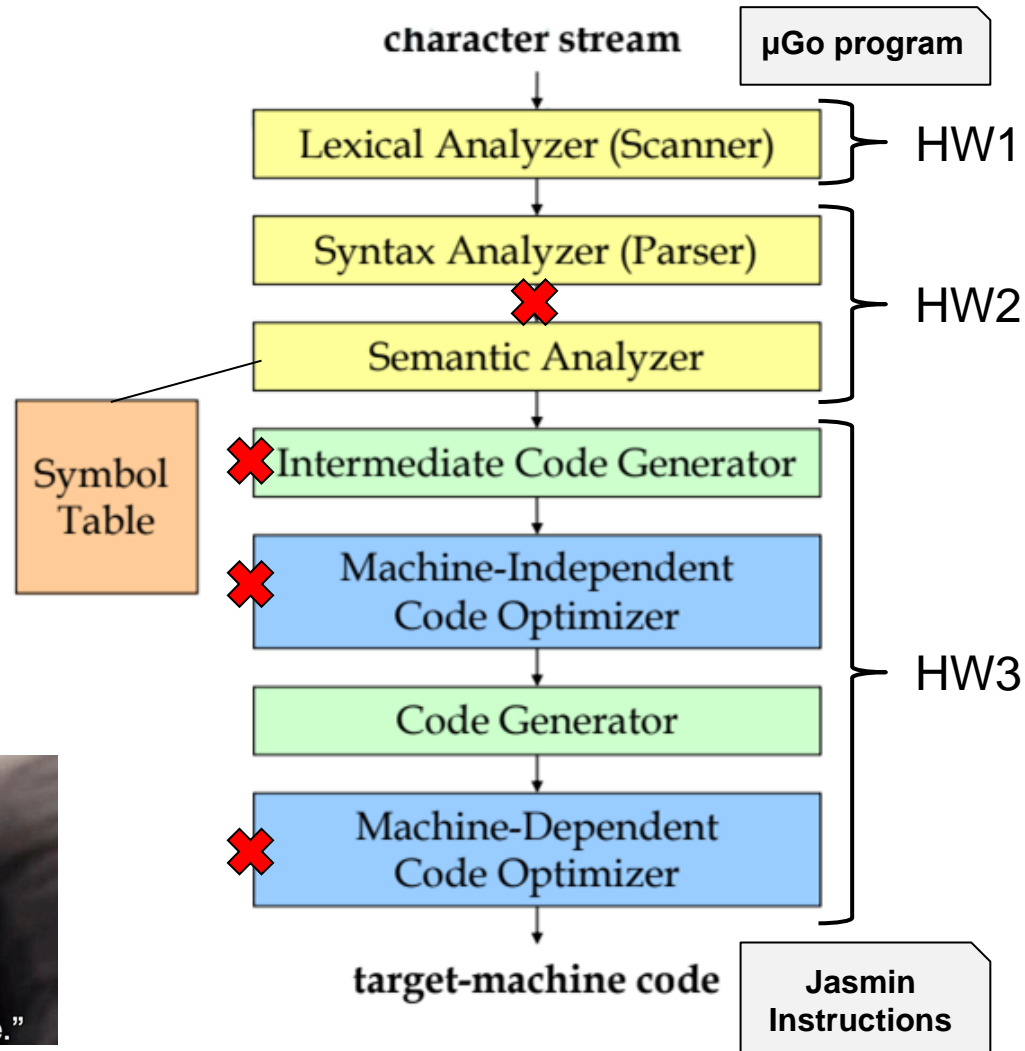 character stream
μGo program
Lexical Analyzer (Scanner)
HW1
Syntax Analyzer (Parser)
HW2
Semantic Analyzer
Symbol
Table
Intermediate Code Generator
Machine-Independent
Code Optimizer
HW3
Code Generator
Machine-Dependent
Code Optimizer
target-machine code
Jasmin
Instructions